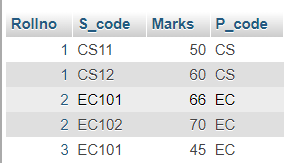 Rollno S_code Marks P_code
1 CS11 50 CS
1 CS12 60 CS
2 EC101 66 EC
2 EC102 70 EC
3 EC101 45 EC